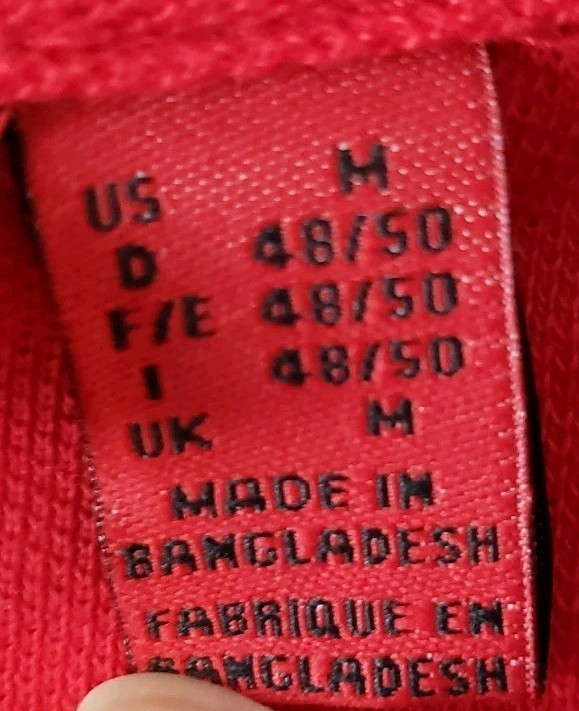 US M
D 48/50
F/E 48/50
I 48/50
UK M
MADE IN
BANGLADESH
FABRIQUE EN
BANGLADESH